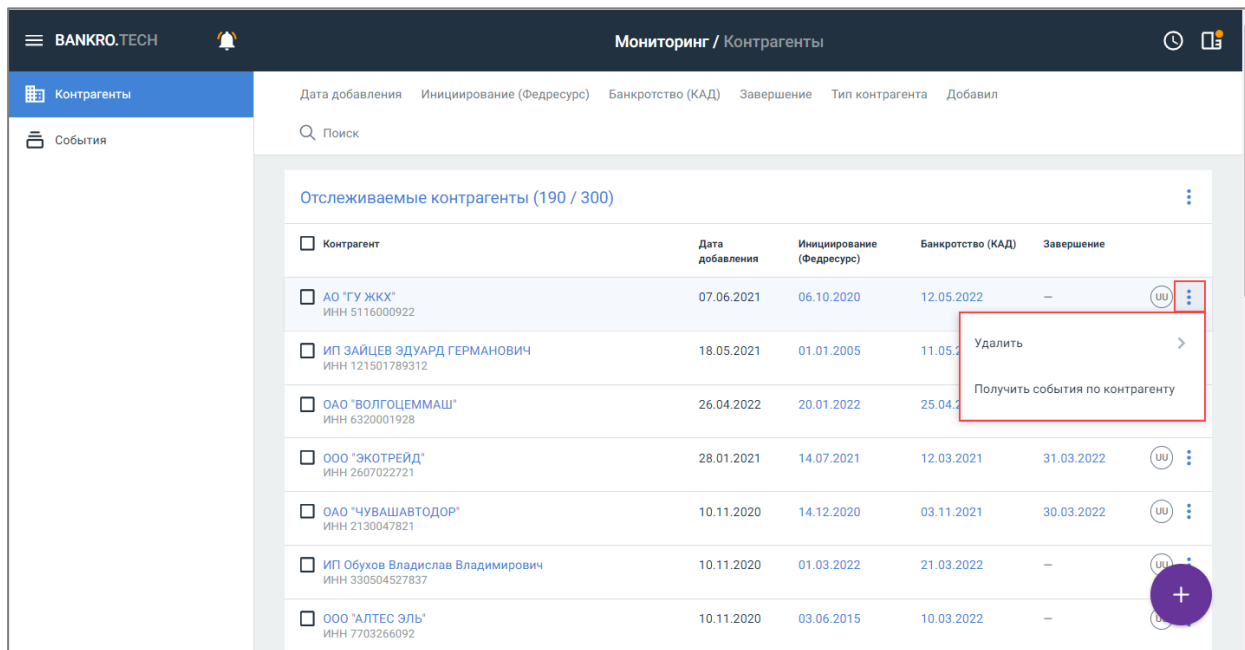 BANKRO.TECH
Мониторинг / Контрагенты
Контрагенты
События
Дата добавления Инициирование (Федресурс) Банкротство (КАД) Завершение Тип контрагента Добавил
Поиск
Отслеживаемые контрагенты (190 / 300)
Контрагент Дата добавления Инициирование (Федресурс) Банкротство (КАД) Завершение
АО "ГУ ЖКХ" 07.06.2021 06.10.2020 12.05.2022 – UU
ИНН 5116000922
Удалить
Получить события по контрагенту
ИП ЗАЙЦЕВ ЭДУАРД ГЕРМАНОВИЧ 18.05.2021 01.01.2005
ИНН 121501789312
ОАО "ВОЛГОЦЕММАШ" 26.04.2022 20.01.2022
ИНН 6320001928
ООО "ЭКОТРЕЙД" 28.01.2021 14.07.2021 12.03.2021 31.03.2022 UU
ИНН 2607022721
ОАО "ЧУВАШАВТОДОР" 10.11.2020 14.12.2020 03.11.2021 30.03.2022 UU
ИНН 2130047821
ИП Обухов Владислав Владимирович 10.11.2020 01.03.2022 21.03.2022 – UU
ИНН 330504527837
ООО "АЛТЕС ЭЛЬ" 10.11.2020 03.06.2015 10.03.2022 –
ИНН 7703266092